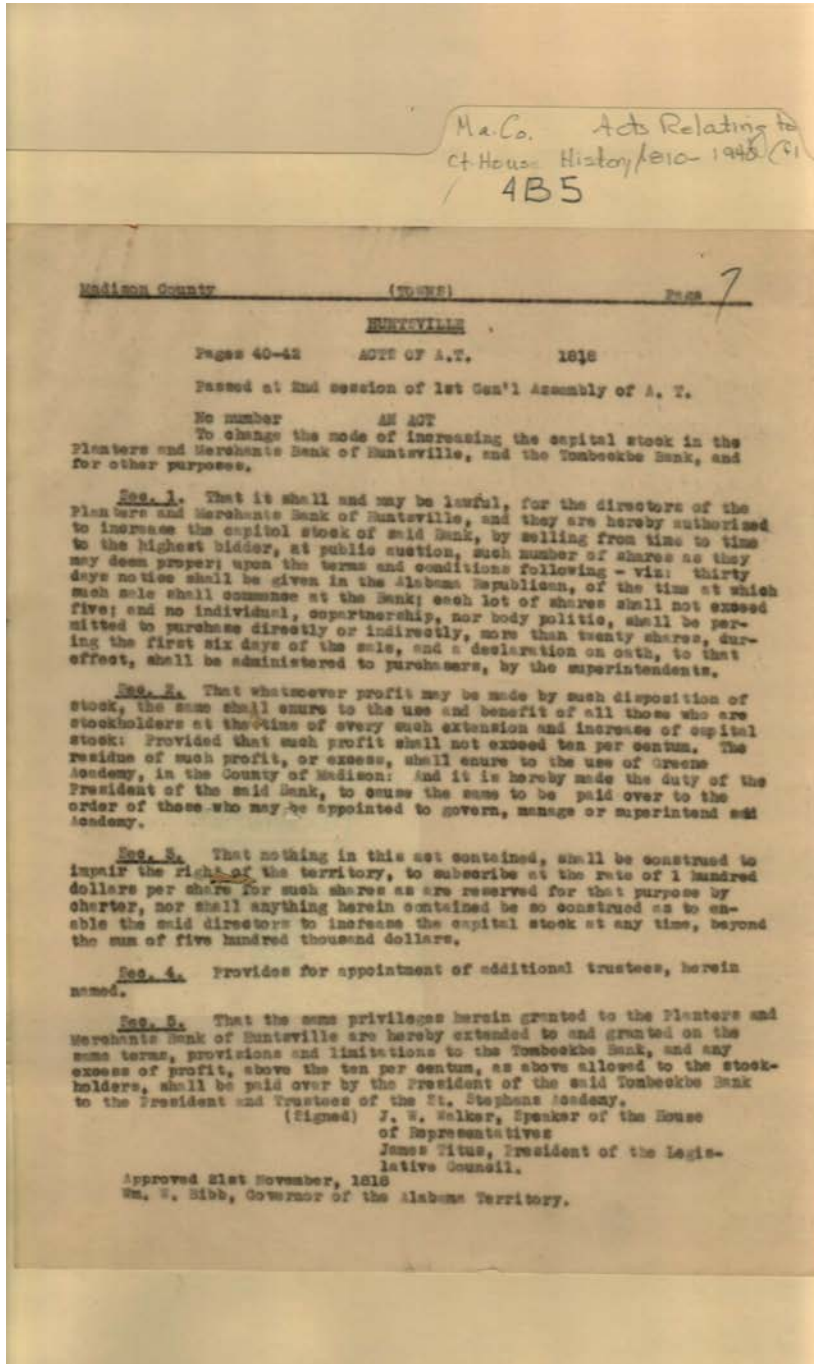 Ma. Co. Acts Relating to
Ct. House History 1810-1940
4B5
Madison County (TOWNS) Page 7
HUNTSVILLE
Pages 40-42 ACTS OF A.T. 1818
Passed at 2nd session of 1st Gen'l Assembly of A. T.
No number AN ACT
To change the mode of increasing the capital stock in the
Planters and Merchants Bank of Huntsville, and the Tombeckbe Bank, and
for other purposes.
Sec. 1. That it shall and may be lawful, for the directors of the
Planters and Merchants Bank of Huntsville, and they are hereby authorized
to increase the capitol stock of said Bank, by selling from time to time
to the highest bidder, at public auction, such number of shares as they
may deem proper; upon the terms and conditions following - viz: thirty
days notice shall be given in the Alabama Republican, of the time at which
such sale shall commence at the Bank; each lot of shares shall not exceed
five; and no individual, copartnership, nor body politic, shall be per-
mitted to purchase directly or indirectly, more than twenty shares, dur-
ing the first six days of the sale, and a declaration on oath, to that
effect, shall be administered to purchasers, by the superintendents.
Sec. 2. That whatsoever profit may be made by such disposition of
stock, the same shall enure to the use and benefit of all those who are
stockholders at the time of every such extension and increase of capital
stock: Provided that such profit shall not exceed ten per centum. The
residue of such profit, or excess, shall enure to the use of Greene
Academy, in the County of Madison: And it is hereby made the duty of the
President of the said Bank, to cause the same to be paid over to the
order of those who may be appointed to govern, manage or superintend said
Academy.
Sec. 3. That nothing in this act contained, shall be construed to
impair the right of the territory, to subscribe at the rate of 1 hundred
dollars per share for such shares as are reserved for that purpose by
charter, nor shall anything herein contained be so construed as to en-
able the said directors to increase the capital stock at any time, beyond
the sum of five hundred thousand dollars.
Sec. 4. Provides for appointment of additional trustees, herein
named.
Sec. 5. That the same privileges herein granted to the Planters and
Merchants Bank of Huntsville are hereby extended to and granted on the
same terms, provisions and limitations to the Tombeckbe Bank, and any
excess of profit, above the ten per centum, as above allowed to the stock-
holders, shall be paid over by the President of the said Tombeckbe Bank
to the President and Trustees of the St. Stephens Academy.
(Signed) J. W. Walker, Speaker of the House
of Representatives
James Titus, President of the Legis-
lative Council.
Approved 21st November, 1818
Wm. W. Bibb, Governor of the Alabama Territory.